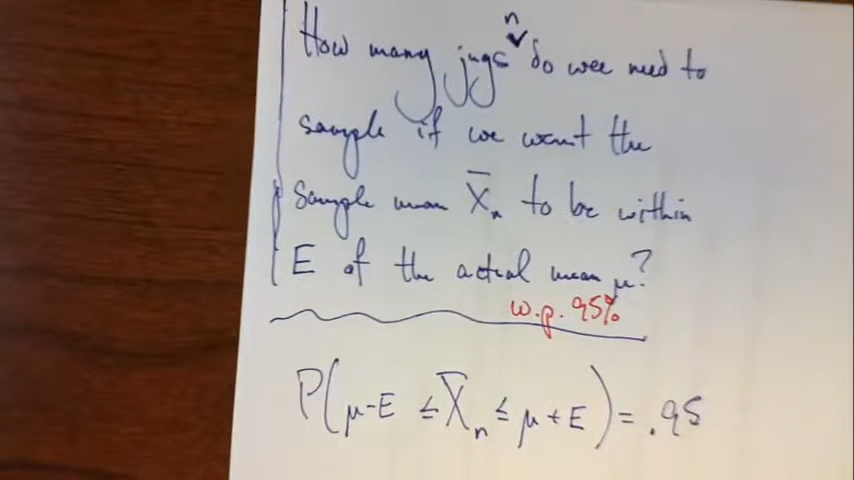 n
How many jugs do wee need to
sample if we want the
sample mean X̄ₙ to be within
E of the actual mean μ?
w.p. 95%
P(μ-E ≤ X̄ₙ ≤ μ+E) = .95